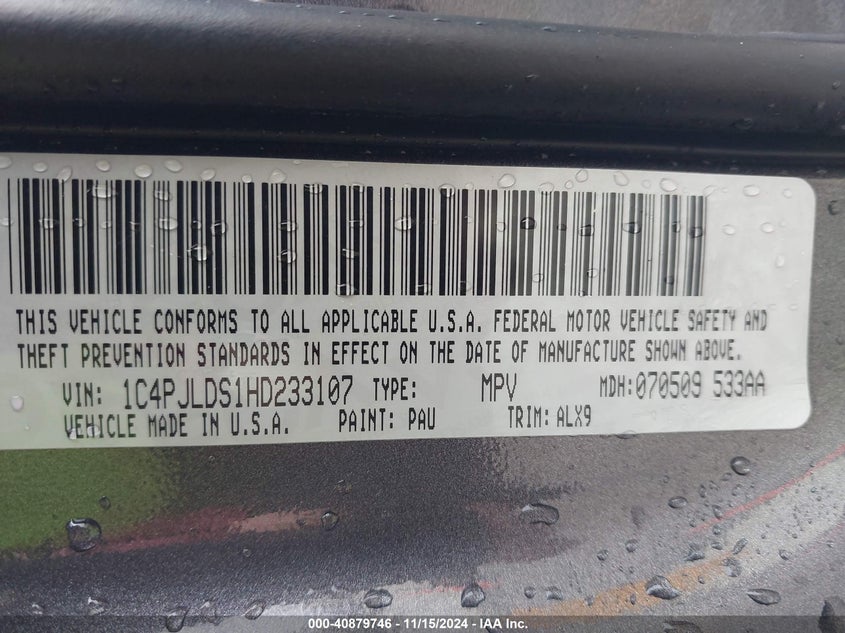 THIS VEHICLE CONFORMS TO ALL APPLICABLE U.S.A. FEDERAL MOTOR VEHICLE SAFETY AND
THEFT PREVENTION STANDARDS IN EFFECT ON THE DATE OF MANUFACTURE SHOWN ABOVE.
VIN: 1C4PJLDS1HD233107 TYPE: MPV MDH:070509 533AA
VEHICLE MADE IN U.S.A. PAINT: PAU TRIM: ALX9
000-40879746 - 11/15/2024 - IAA Inc.